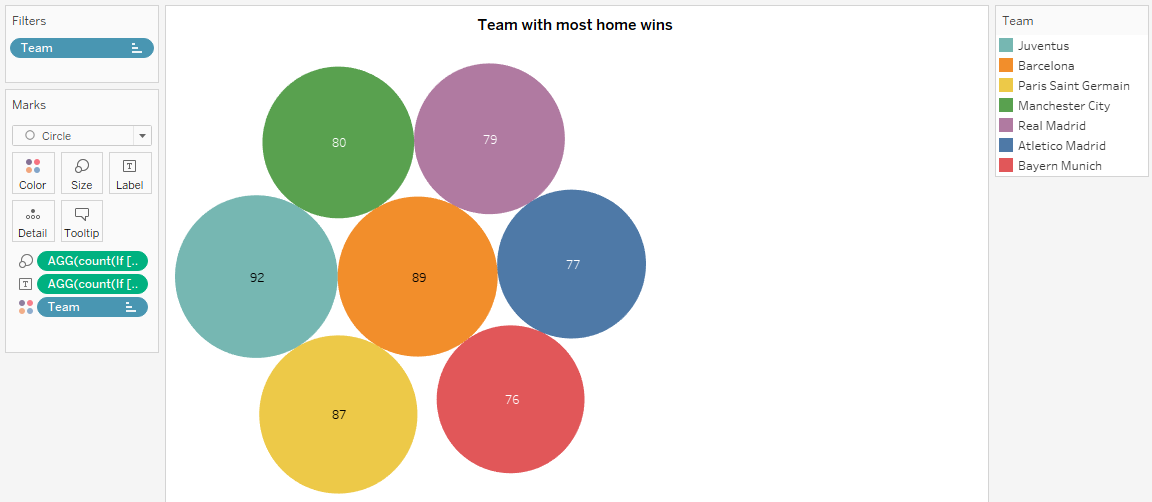 Filters
Team
Marks
Circle
Color
Size
Label
Detail
Tooltip
AGG(count(If [..
AGG(count(If [..
Team
Team with most home wins
80
79
92
89
77
87
76
Team
Juventus
Barcelona
Paris Saint Germain
Manchester City
Real Madrid
Atletico Madrid
Bayern Munich